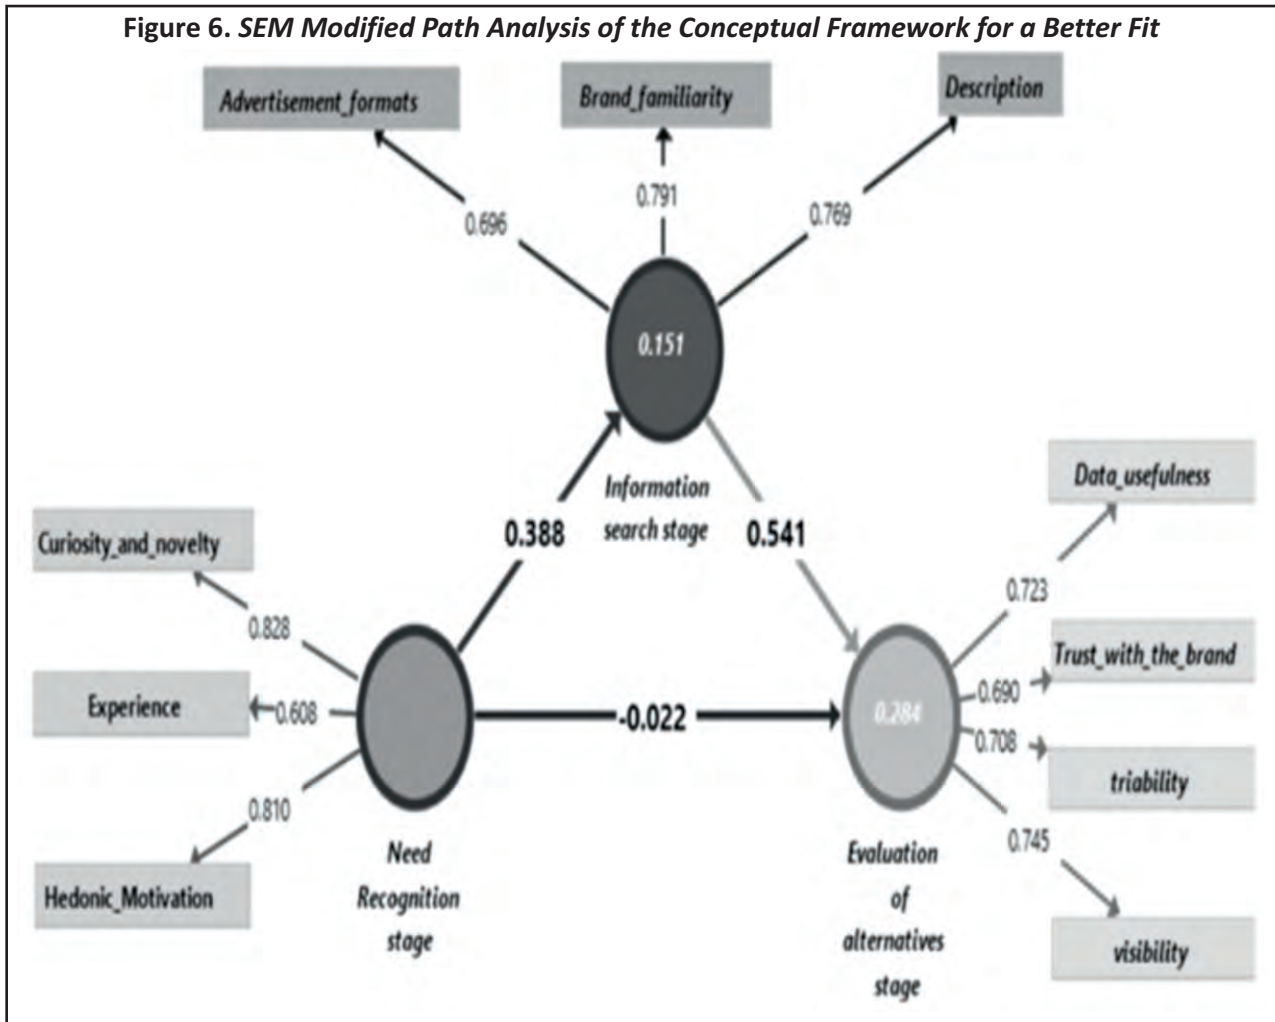 Figure 6. SEM Modified Path Analysis of the Conceptual Framework for a Better Fit
Advertisement_formats
Brand_familiarity
Description
0.696
0.791
0.769
0.151
Information
search stage
0.388
0.541
Curiosity_and_novelty
0.828
Experience
0.608
0.810
Hedonic_Motivation
Need
Recognition
stage
-0.022
0.284
Evaluation
of
alternatives
stage
Data_usefulness
0.723
Trust_with_the_brand
0.690
0.708
triability
0.745
visibility